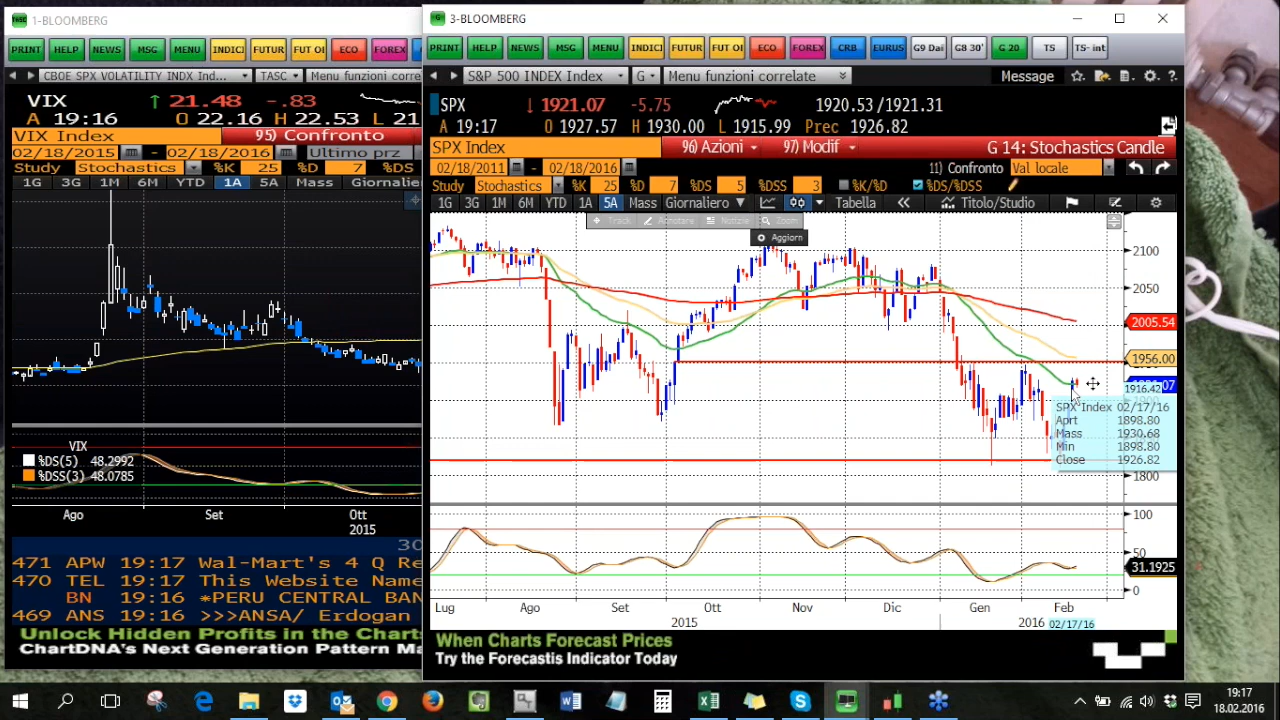 1-BLOOMBERG
PRINT HELP NEWS MSG MENU INDICI FUTUR FUT OI ECO FOREX
CBOE SPX VOLATILITY INDX Ind... TASC Menu funzioni corre
VIX ↑ 21.48 -.83
A 19:16 O 22.16 H 22.53 L 21
VIX Index 95) Confronto
02/18/2015 - 02/18/2016 Ultimo prz
Study Stochastics %K 25 %D 7 %DS
1G 3G 1M 6M YTD 1A 5A Mass Giornalie
VIX
%DS(5) 48.2992
%DSS(3) 48.0785
Ago Set Ott
2015
30
471 APW 19:17 Wal-Mart's 4 Q Re
470 TEL 19:17 This Website Name
BN 19:16 *PERU CENTRAL BAN
469 ANS 19:16 >>>ANSA/ Erdogan
Unlock Hidden Profits in the Charts
ChartDNA's Next Generation Pattern Ma
3-BLOOMBERG
PRINT HELP NEWS MSG MENU INDICI FUTUR FUT OI ECO FOREX CRB EURUS G9 Dai G8 30' G 20 TS TS- int
S&P 500 INDEX Index G Menu funzioni correlate Message
SPX ↓ 1921.07 -5.75 1920.53/1921.31
A 19:17 O 1927.57 H 1930.00 L 1915.99 Prec 1926.82
SPX Index 96) Azioni 97) Modif G 14: Stochastics Candle
02/18/2011 - 02/18/2016 11) Confronto Val locale
Study Stochastics %K 25 %D 7 %DS 5 %DSS 3 %K/%D %DS/%DSS
1G 3G 1M 6M YTD 1A 5A Mass Giornaliero Tabella Titolo/Studio
Track Annotare Notizie Zoom
Aggiorn
2100
2050
2005.54
1956.00
07
1916.42
SPX Index 02/17/16
Aprt 1898.80
Mass 1930.68
Min 1898.80
Close 1926.82
1800
100
50
31.1925
0
Lug Ago Set Ott Nov Dic Gen Feb
2015 2016 02/17/16
When Charts Forecast Prices
Try the Forecastis Indicator Today
19:17
18.02.2016